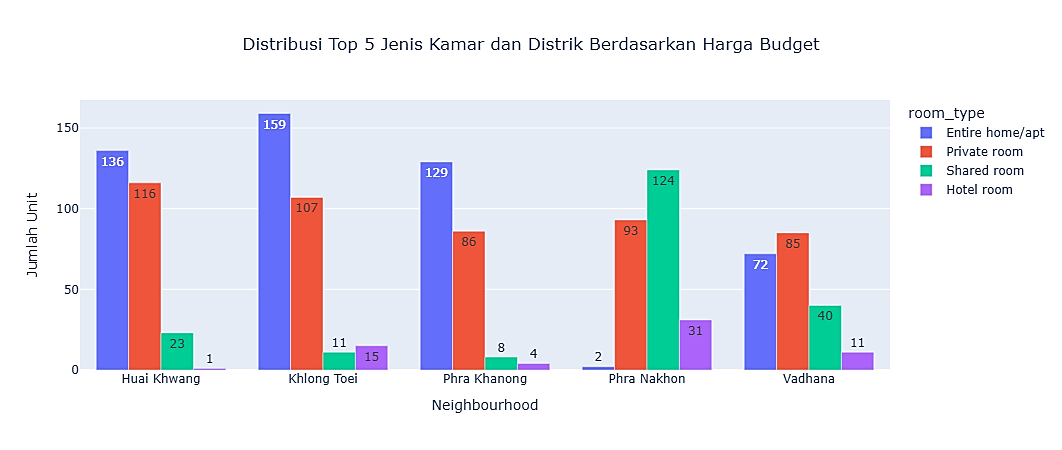 Distribusi Top 5 Jenis Kamar dan Distrik Berdasarkan Harga Budget
room_type
Entire home/apt
Private room
Shared room
Hotel room
Jumlah Unit
150
100
50
0
136
116
23
1
159
107
11
15
129
86
8
4
2
93
124
31
72
85
40
11
Huai Khwang
Khlong Toei
Phra Khanong
Phra Nakhon
Vadhana
Neighbourhood